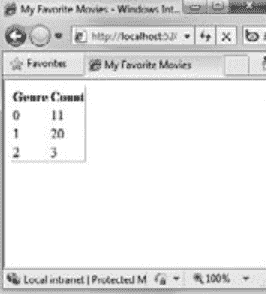 My Favorite Movies - Windows Int...
http://localhost:52/
Favorites
My Favorite Movies
Genre Count
0 11
1 20
2 3
Local intranet | Protected M
100%